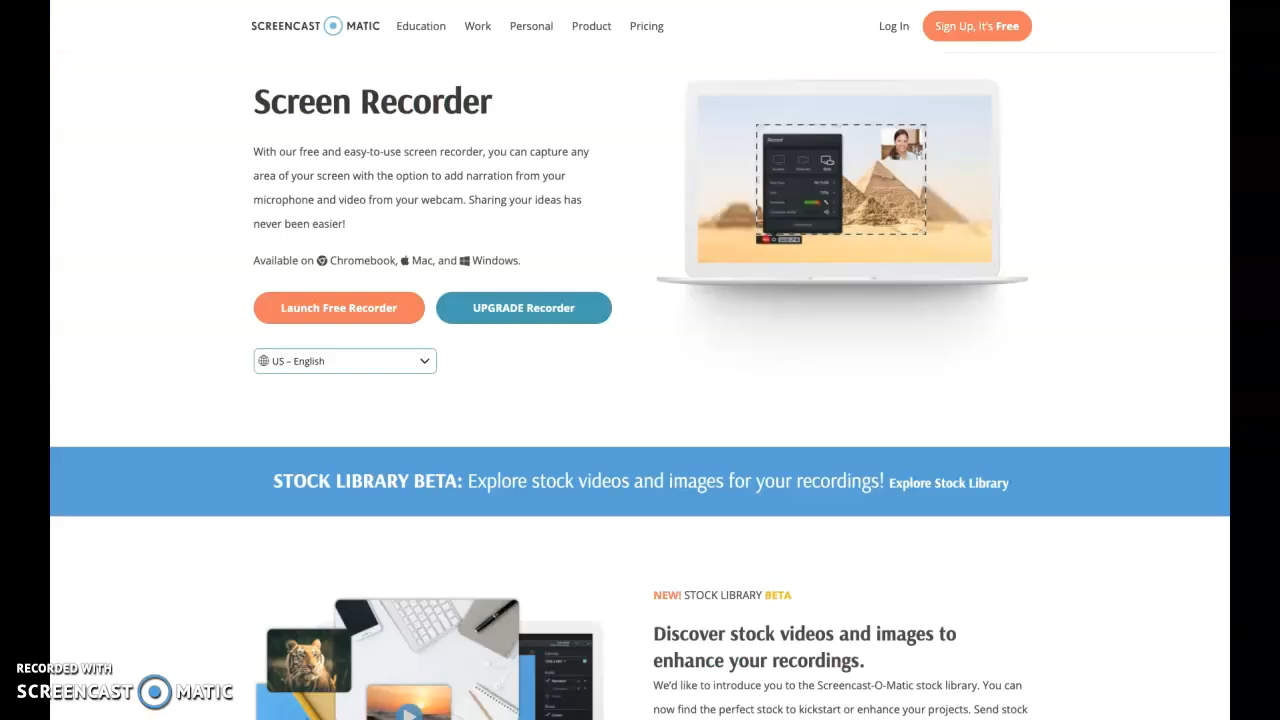 SCREENCAST MATIC Education Work Personal Product Pricing Log In Sign Up, It's Free
Screen Recorder
With our free and easy-to-use screen recorder, you can capture any
area of your screen with the option to add narration from your
microphone and video from your webcam. Sharing your ideas has
never been easier!
Available on Chromebook, Mac, and Windows.
Launch Free Recorder UPGRADE Recorder
US – English
Record
STOCK LIBRARY BETA: Explore stock videos and images for your recordings! Explore Stock Library
NEW! STOCK LIBRARY BETA
Discover stock videos and images to
enhance your recordings.
We'd like to introduce you to the Screencast-O-Matic stock library. You can
now find the perfect stock to kickstart or enhance your projects. Send stock
RECORDED WITH
SCREENCAST MATIC